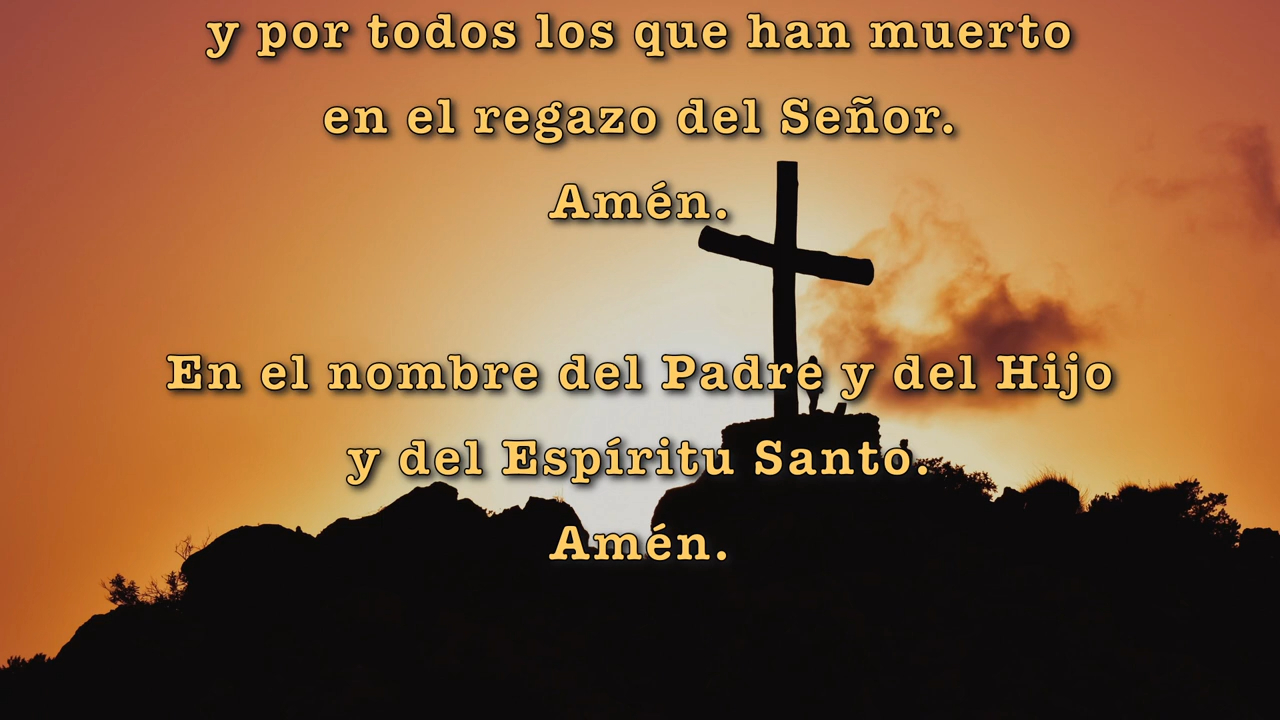 y por todos los que han muerto
en el regazo del Señor.
Amén.
En el nombre del Padre y del Hijo
y del Espíritu Santo.
Amén.